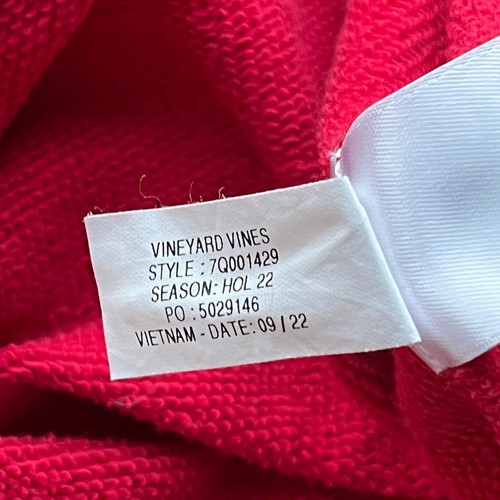 VINEYARD VINES
STYLE : 7Q001429
SEASON: HOL 22
PO : 5029146
VIETNAM - DATE: 09 | 22